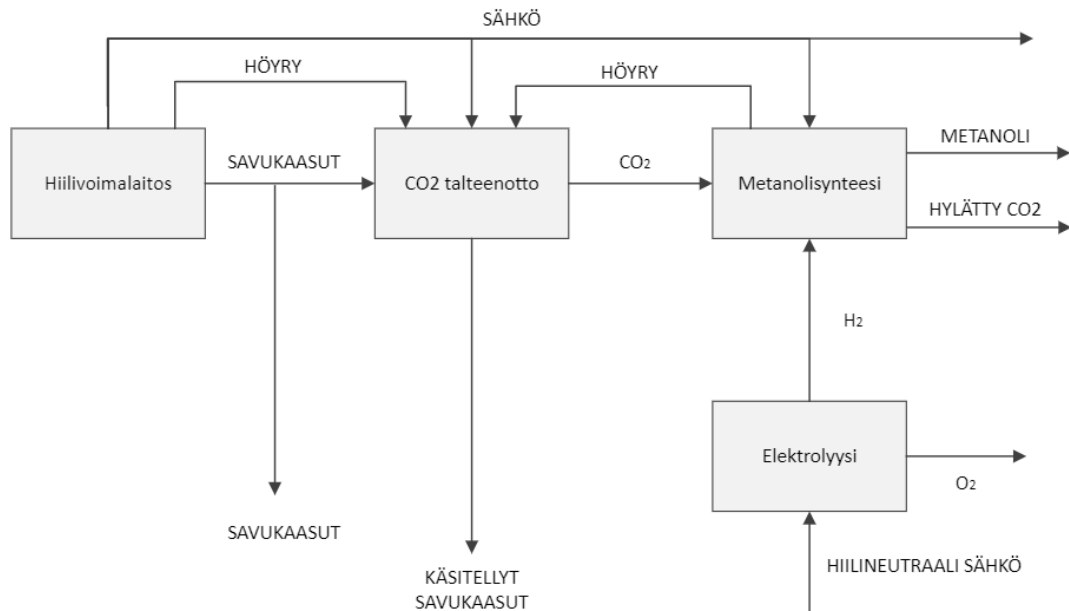 SÄHKÖ
HÖYRY
HÖYRY
Hiilivoimalaitos
SAVUKAASUT
CO2 talteenotto
CO₂
Metanolisynteesi
METANOLI
HYLÄTTY CO2
H₂
Elektrolyysi
O₂
SAVUKAASUT
KÄSITELLYT
SAVUKAASUT
HIILINEUTRAALI SÄHKÖ